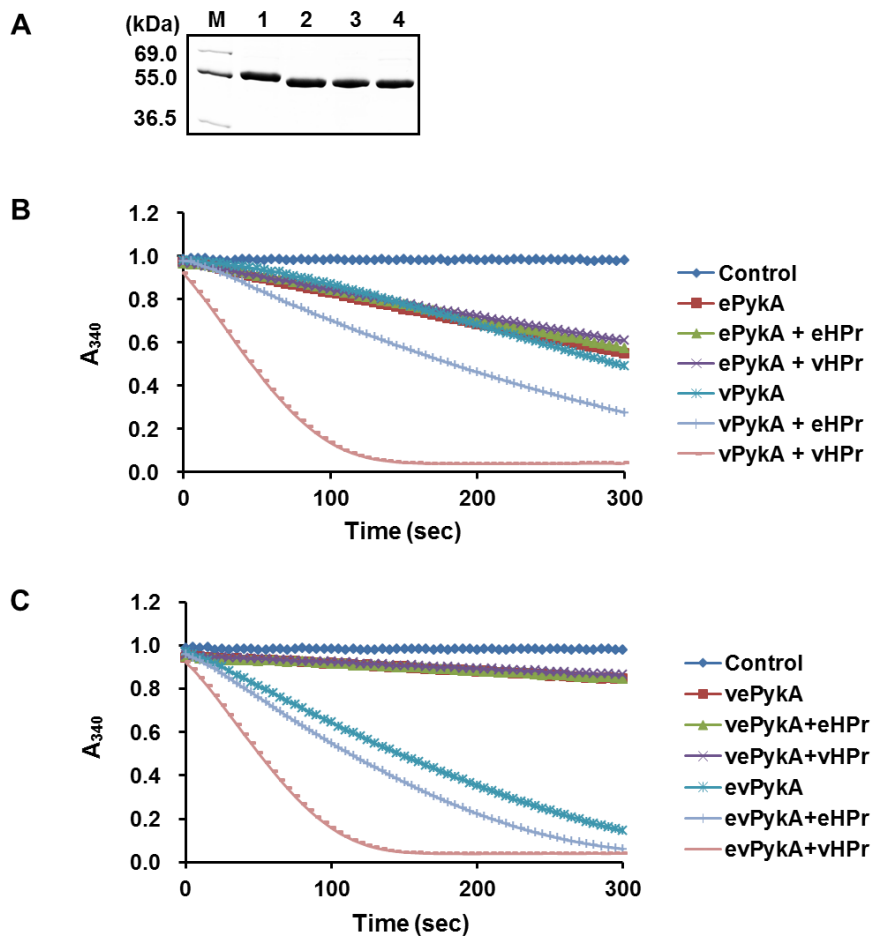 A
(kDa) M 1 2 3 4
69.0
55.0
36.5
B
1.2
1.0
0.8
0.6
0.4
0.2
0.0
A340
0 100 200 300
Time (sec)
Control
ePykA
ePykA + eHPr
ePykA + vHPr
vPykA
vPykA + eHPr
vPykA + vHPr
C
1.2
1.0
0.8
0.6
0.4
0.2
0.0
A340
0 100 200 300
Time (sec)
Control
vePykA
vePykA+eHPr
vePykA+vHPr
evPykA
evPykA+eHPr
evPykA+vHPr